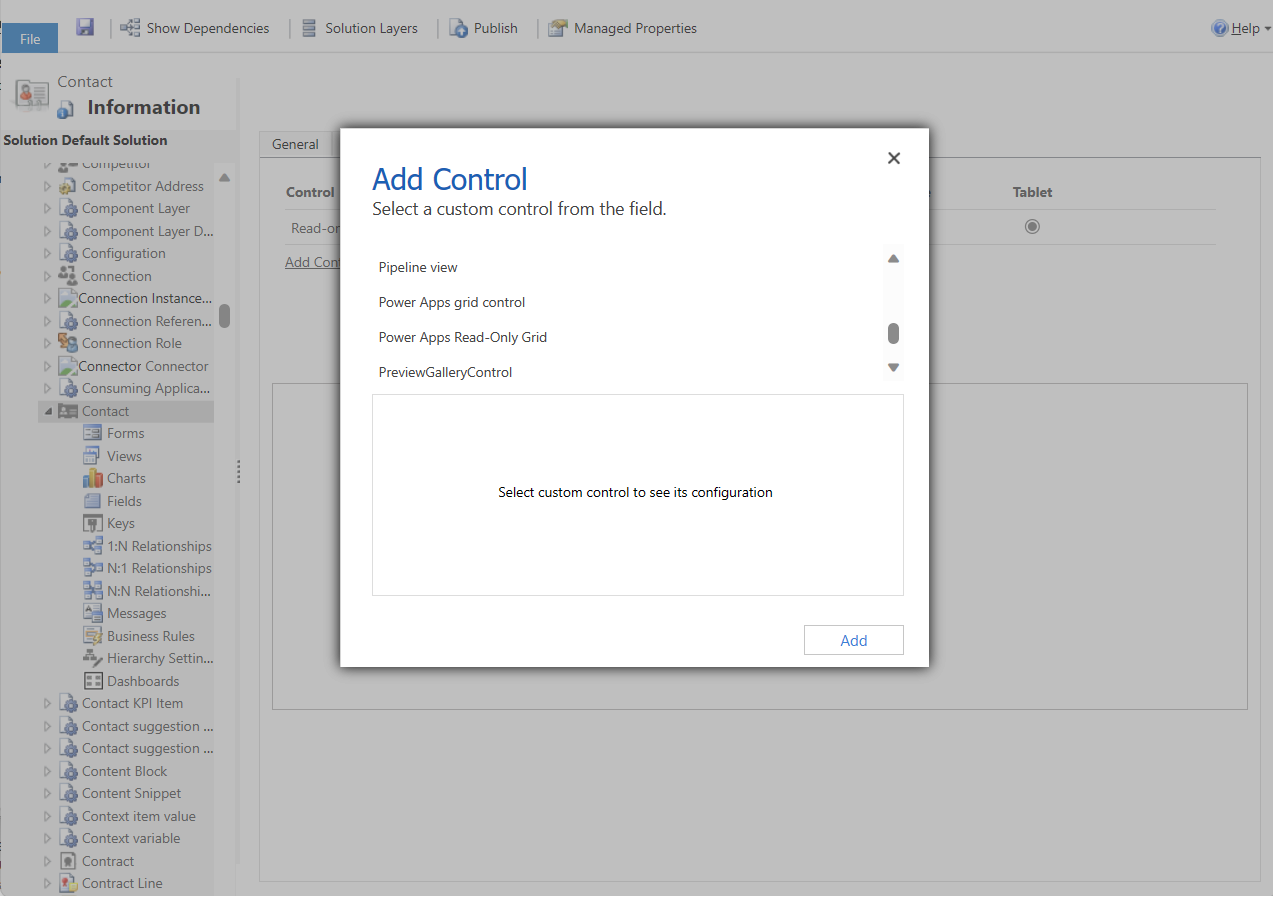 File
Show Dependencies
Solution Layers
Publish
Managed Properties
Help
Contact
Information
Solution Default Solution
Competitor
Competitor Address
Component Layer
Component Layer D...
Configuration
Connection
Connection Instance...
Connection Referen...
Connection Role
Connector Connector
Consuming Applica...
Contact
Forms
Views
Charts
Fields
Keys
1:N Relationships
N:1 Relationships
N:N Relationshi...
Messages
Business Rules
Hierarchy Settin...
Dashboards
Contact KPI Item
Contact suggestion ...
Contact suggestion ...
Content Block
Content Snippet
Context item value
Context variable
Contract
Contract Line
General
Control
Tablet
Read-on
Add Cont
Add Control
Select a custom control from the field.
Pipeline view
Power Apps grid control
Power Apps Read-Only Grid
PreviewGalleryControl
Select custom control to see its configuration
Add